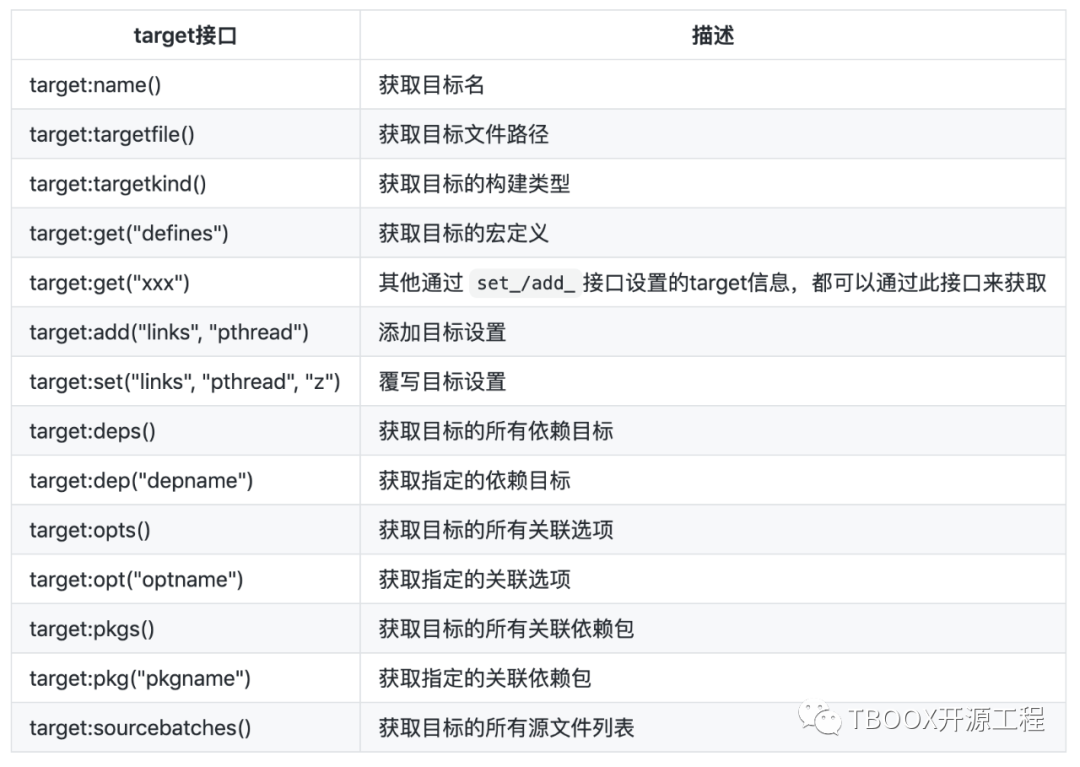 target接口 描述
target:name() 获取目标名
target:targetfile() 获取目标文件路径
target:targetkind() 获取目标的构建类型
target:get("defines") 获取目标的宏定义
target:get("xxx") 其他通过 set_/add_ 接口设置的target信息，都可以通过此接口来获取
target:add("links", "pthread") 添加目标设置
target:set("links", "pthread", "z") 覆写目标设置
target:deps() 获取目标的所有依赖目标
target:dep("depname") 获取指定的依赖目标
target:opts() 获取目标的所有关联选项
target:opt("optname") 获取指定的关联选项
target:pkgs() 获取目标的所有关联依赖包
target:pkg("pkgname") 获取指定的关联依赖包
target:sourcebatches() 获取目标的所有源文件列表
TBOOX开源工程